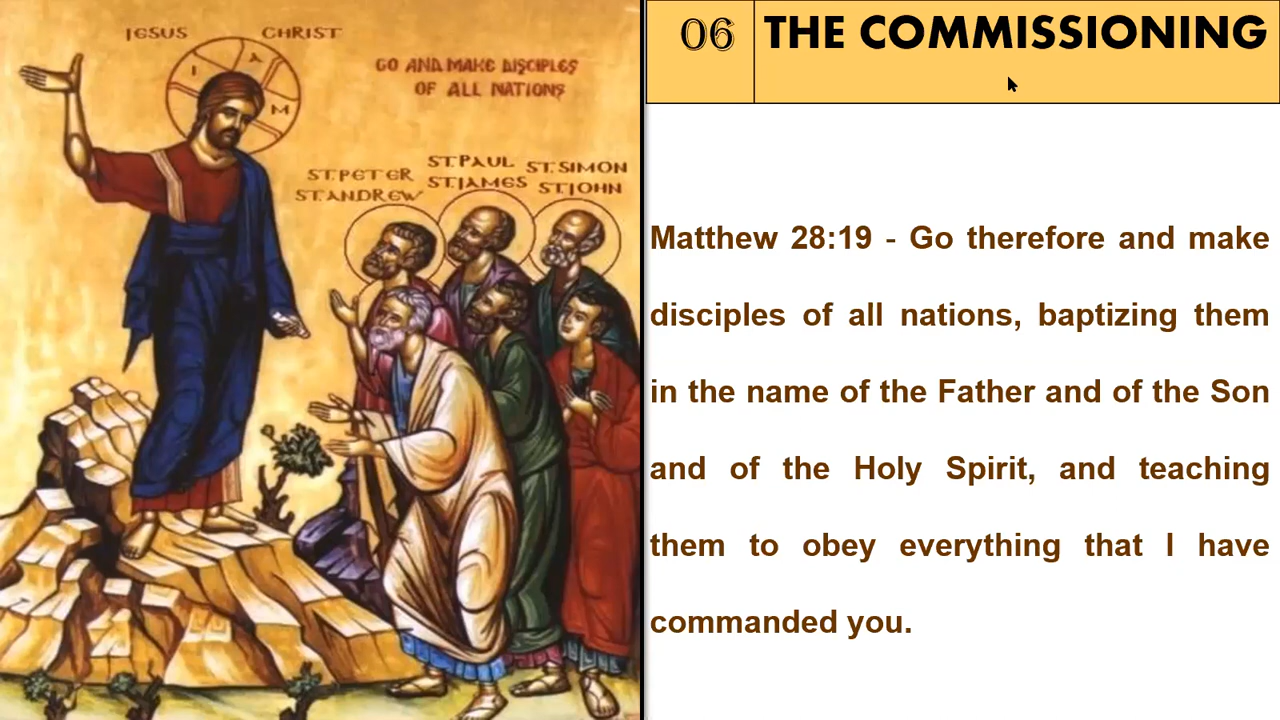 IESUS CHRIST
I A M
GO AND MAKE DISCIPLES
OF ALL NATIONS
ST.PETER
ST.ANDREW
ST.PAUL
ST.IAMES
ST.SIMON
ST.IOHN
06
THE COMMISSIONING
Matthew 28:19 - Go therefore and make
disciples of all nations, baptizing them
in the name of the Father and of the Son
and of the Holy Spirit, and teaching
them to obey everything that I have
commanded you.